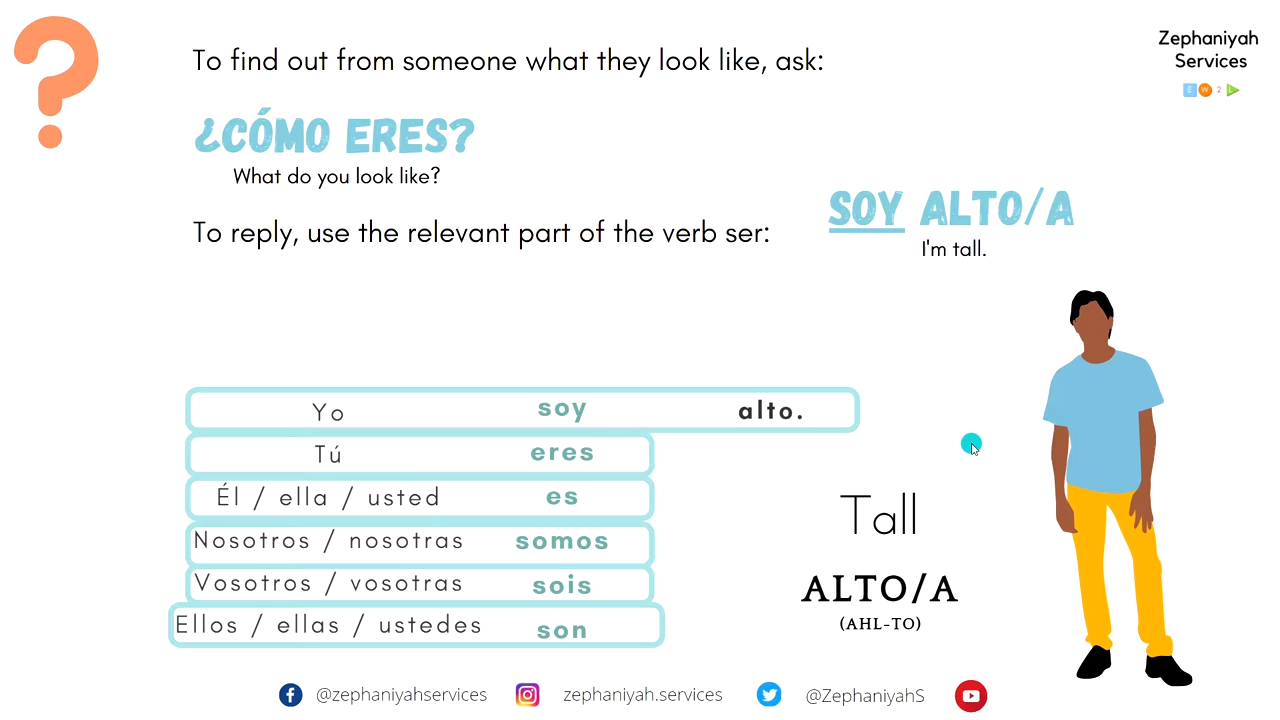 ?
To find out from someone what they look like, ask:
Zephaniyah
Services
E W 2 L
¿CÓMO ERES?
What do you look like?
To reply, use the relevant part of the verb ser:
SOY ALTO/A
I'm tall.
Yo soy alto.
Tú eres
Él / ella / usted es
Nosotros / nosotras somos
Vosotros / vosotras sois
Ellos / ellas / ustedes son
Tall
ALTO/A
(AHL-TO)
@zephaniyahservices zephaniyah.services @ZephaniyahS